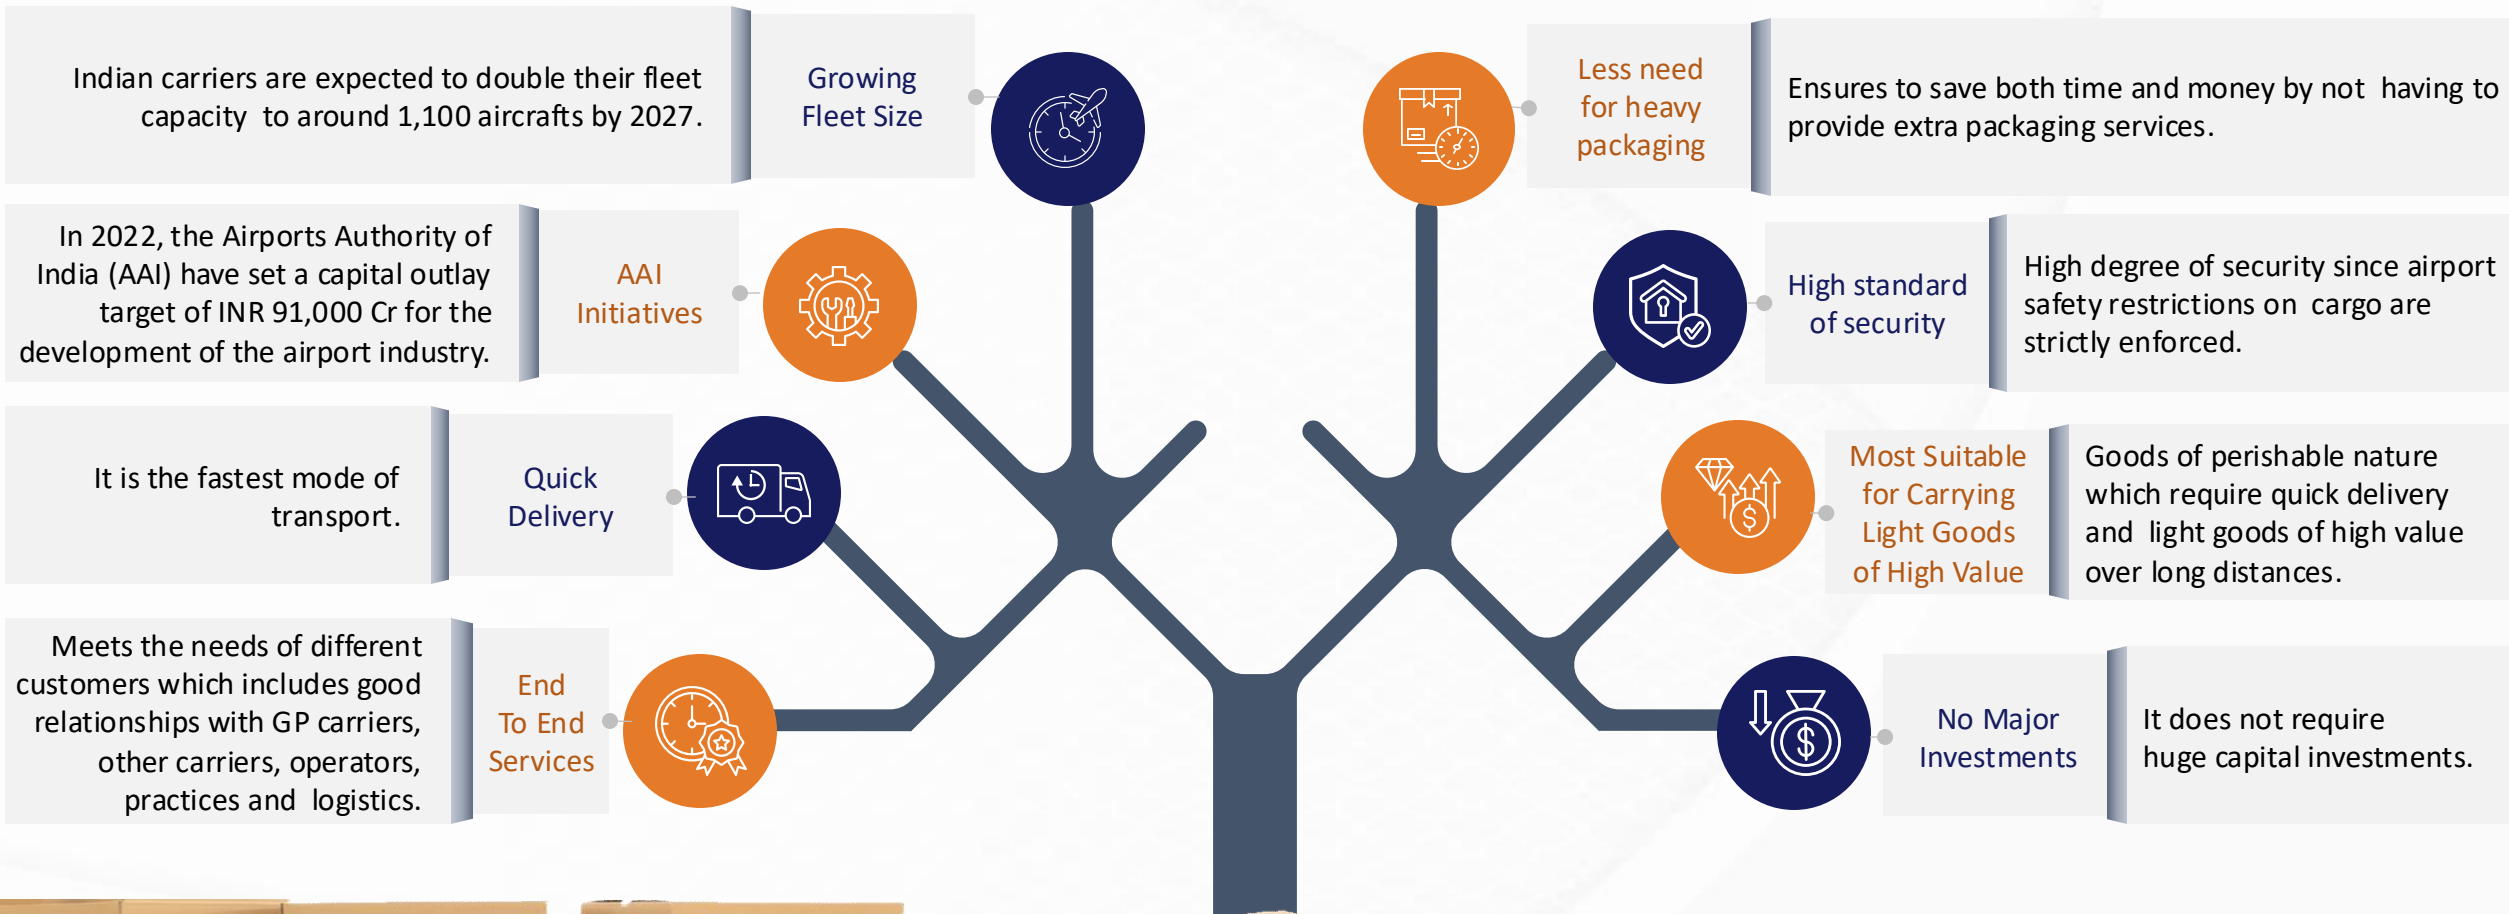 Indian carriers are expected to double their fleet
capacity to around 1,100 aircrafts by 2027.
Growing
Fleet Size
In 2022, the Airports Authority of
India (AAI) have set a capital outlay
target of INR 91,000 Cr for the
development of the airport industry.
AAI
Initiatives
It is the fastest mode of
transport.
Quick
Delivery
Meets the needs of different
customers which includes good
relationships with GP carriers,
other carriers, operators,
practices and logistics.
End
To End
Services
Less need
for heavy
packaging
Ensures to save both time and money by not having to
provide extra packaging services.
High standard
of security
High degree of security since airport
safety restrictions on cargo are
strictly enforced.
Most Suitable
for Carrying
Light Goods
of High Value
Goods of perishable nature
which require quick delivery
and light goods of high value
over long distances.
No Major
Investments
It does not require
huge capital investments.